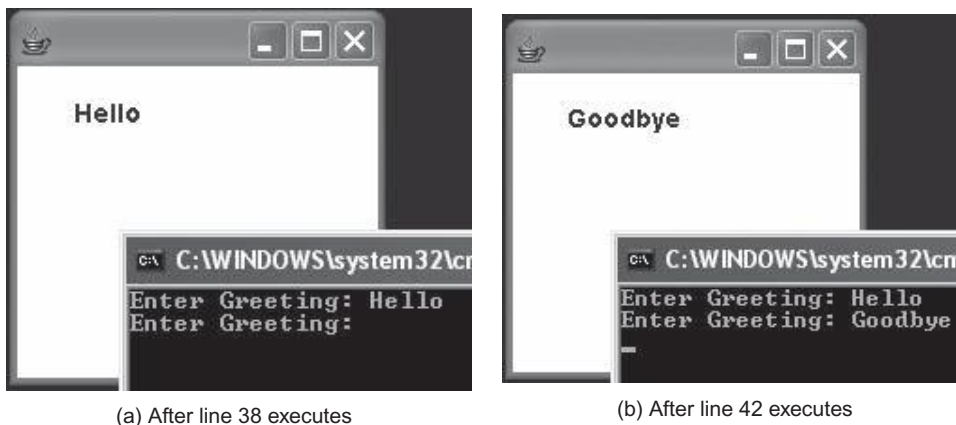 Hello
C:\WINDOWS\system32\cr
Enter Greeting: Hello
Enter Greeting:
(a) After line 38 executes
Goodbye
C:\WINDOWS\system32\cm
Enter Greeting: Hello
Enter Greeting: Goodbye
(b) After line 42 executes